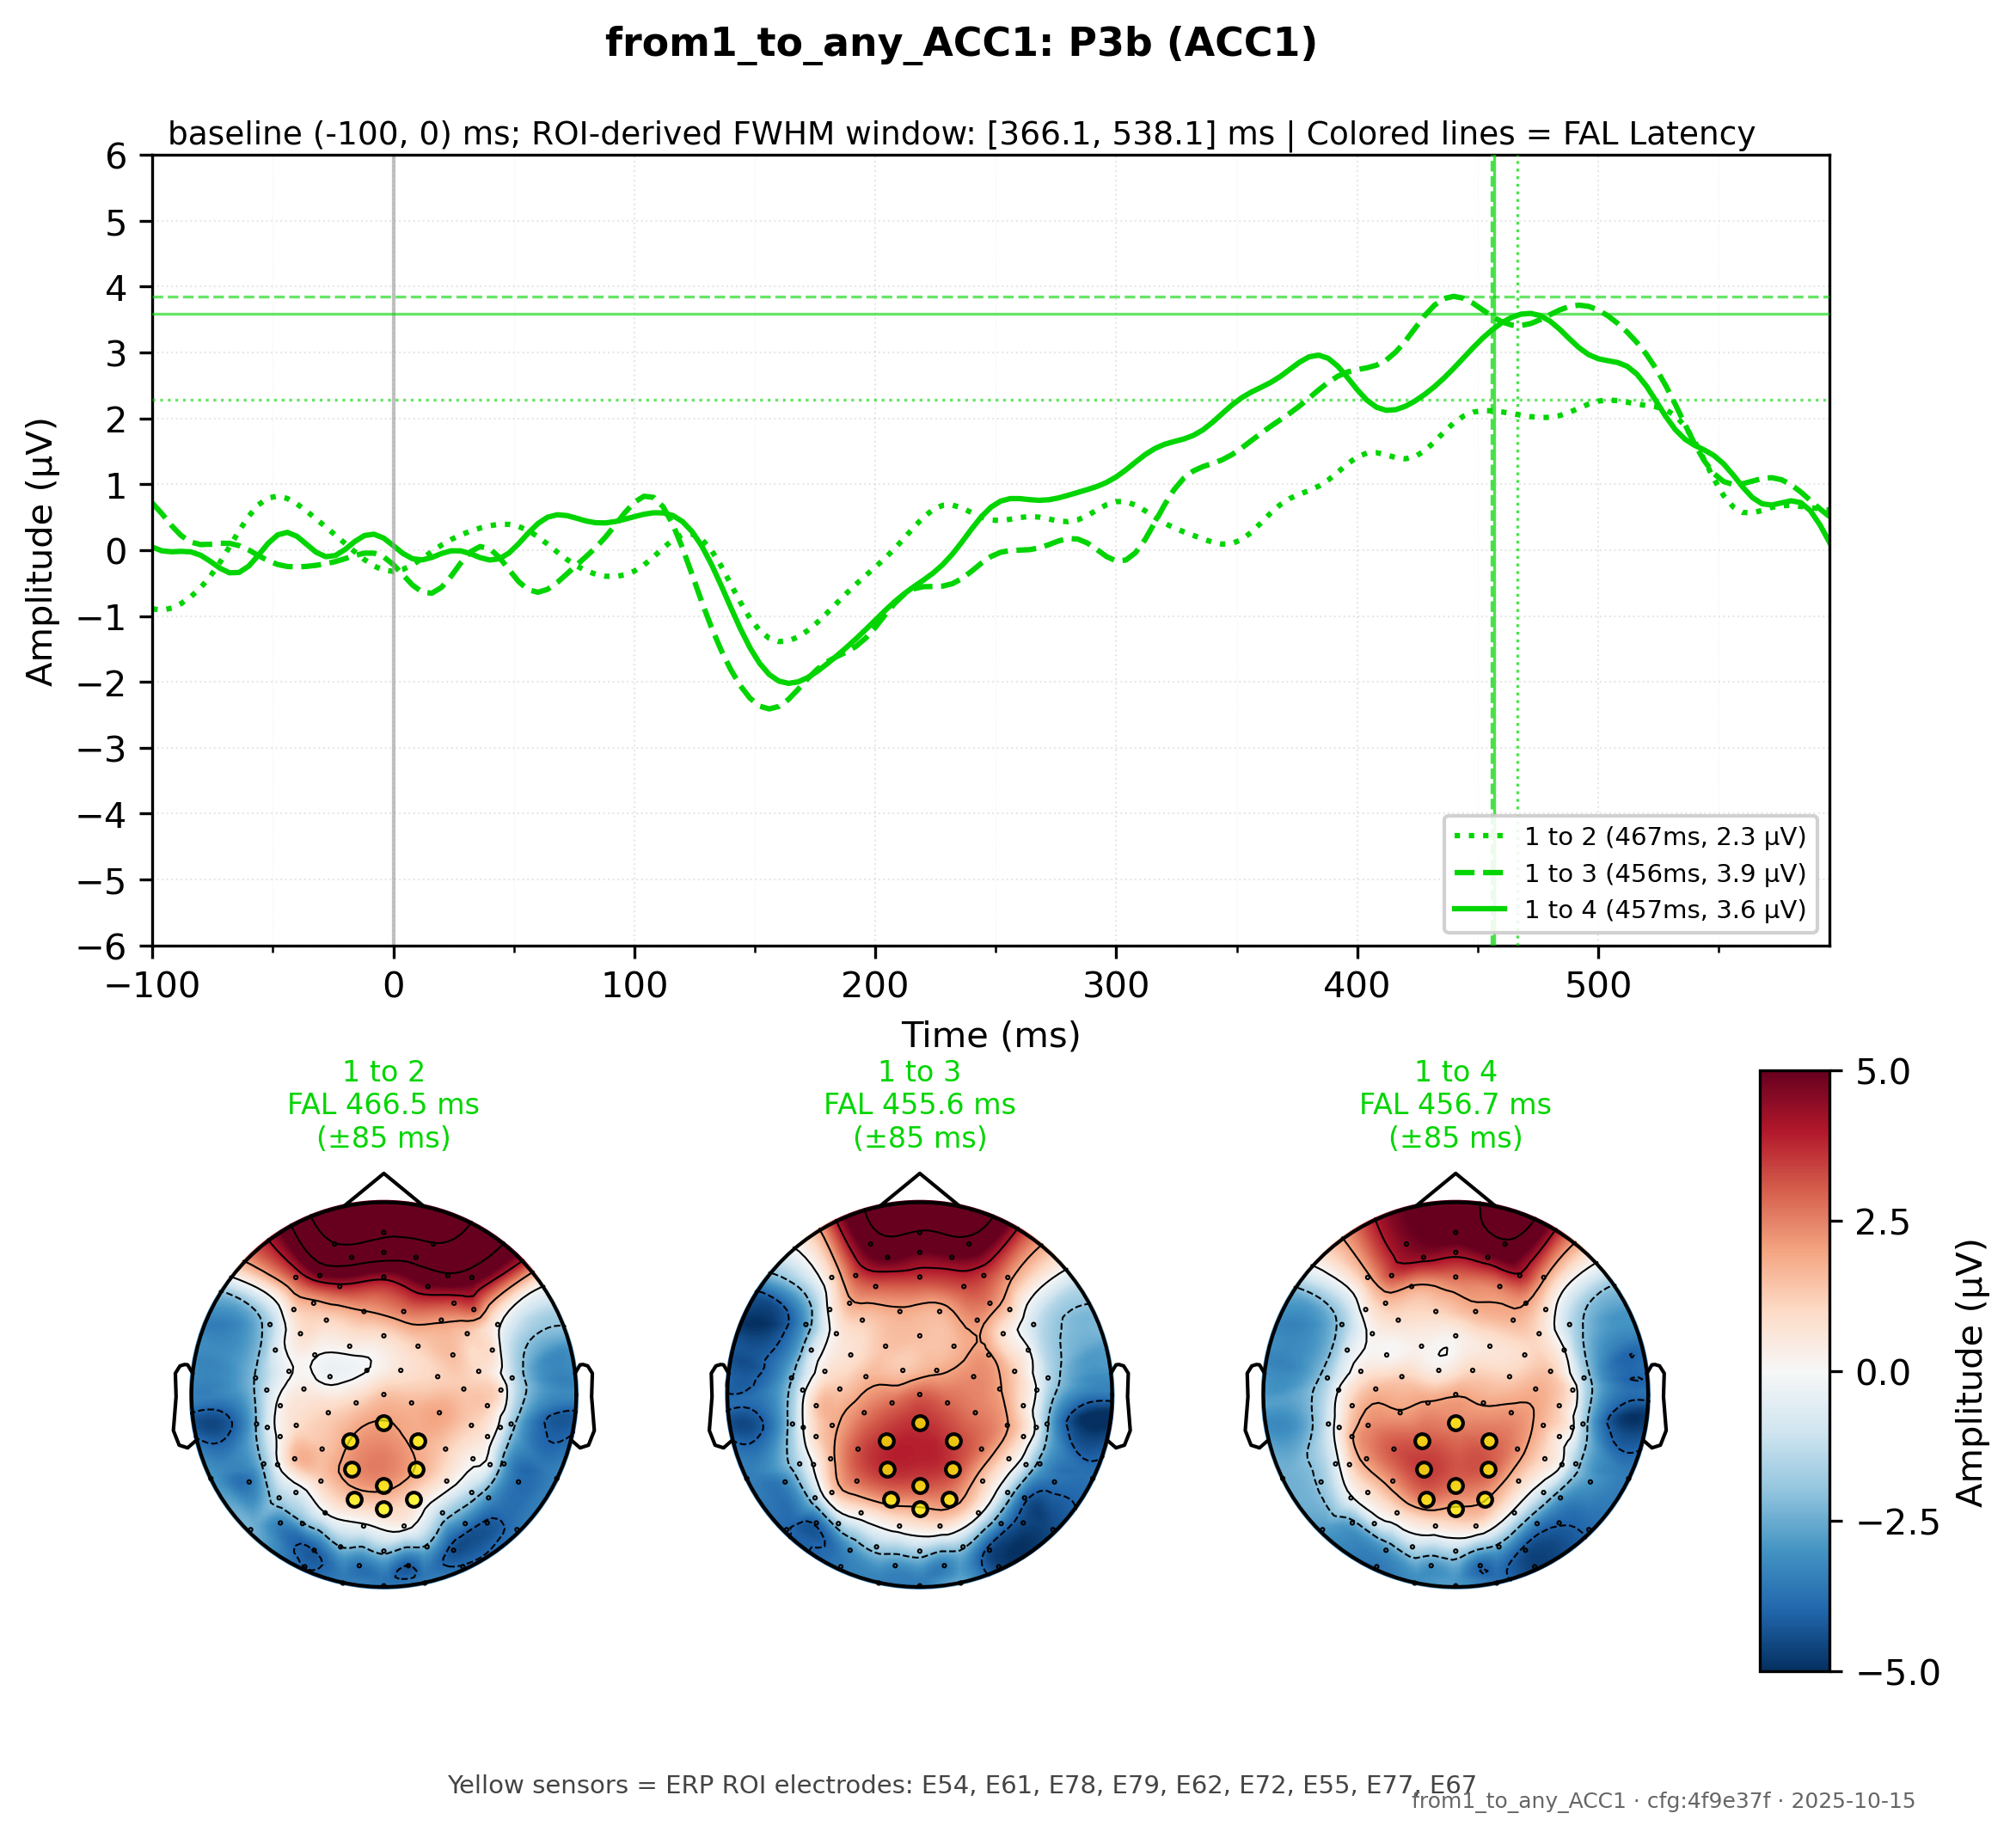 from1_to_any_ACC1: P3b (ACC1)
baseline (-100, 0) ms; ROI-derived FWHM window: [366.1, 538.1] ms | Colored lines = FAL Latency
Amplitude (µV)
6
5
4
3
2
1
0
−1
−2
−3
−4
−5
−6
1 to 2 (467ms, 2.3 µV)
1 to 3 (456ms, 3.9 µV)
1 to 4 (457ms, 3.6 µV)
−100 0 100 200 300 400 500
Time (ms)
1 to 2
FAL 466.5 ms
(±85 ms)
1 to 3
FAL 455.6 ms
(±85 ms)
1 to 4
FAL 456.7 ms
(±85 ms)
5.0
2.5
0.0
−2.5
−5.0
Amplitude (µV)
Yellow sensors = ERP ROI electrodes: E54, E61, E78, E79, E62, E72, E55, E77, E67
from1_to_any_ACC1 · cfg:4f9e37f · 2025-10-15